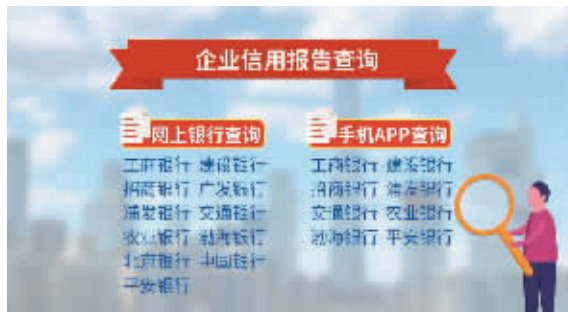 企业信用报告查询
网上银行查询
工商银行 建设银行
招商银行 广发银行
浦发银行 交通银行
农业银行 渤海银行
北京银行 中国银行
平安银行
手机APP查询
工商银行 建设银行
招商银行 浦发银行
交通银行 农业银行
渤海银行 平安银行